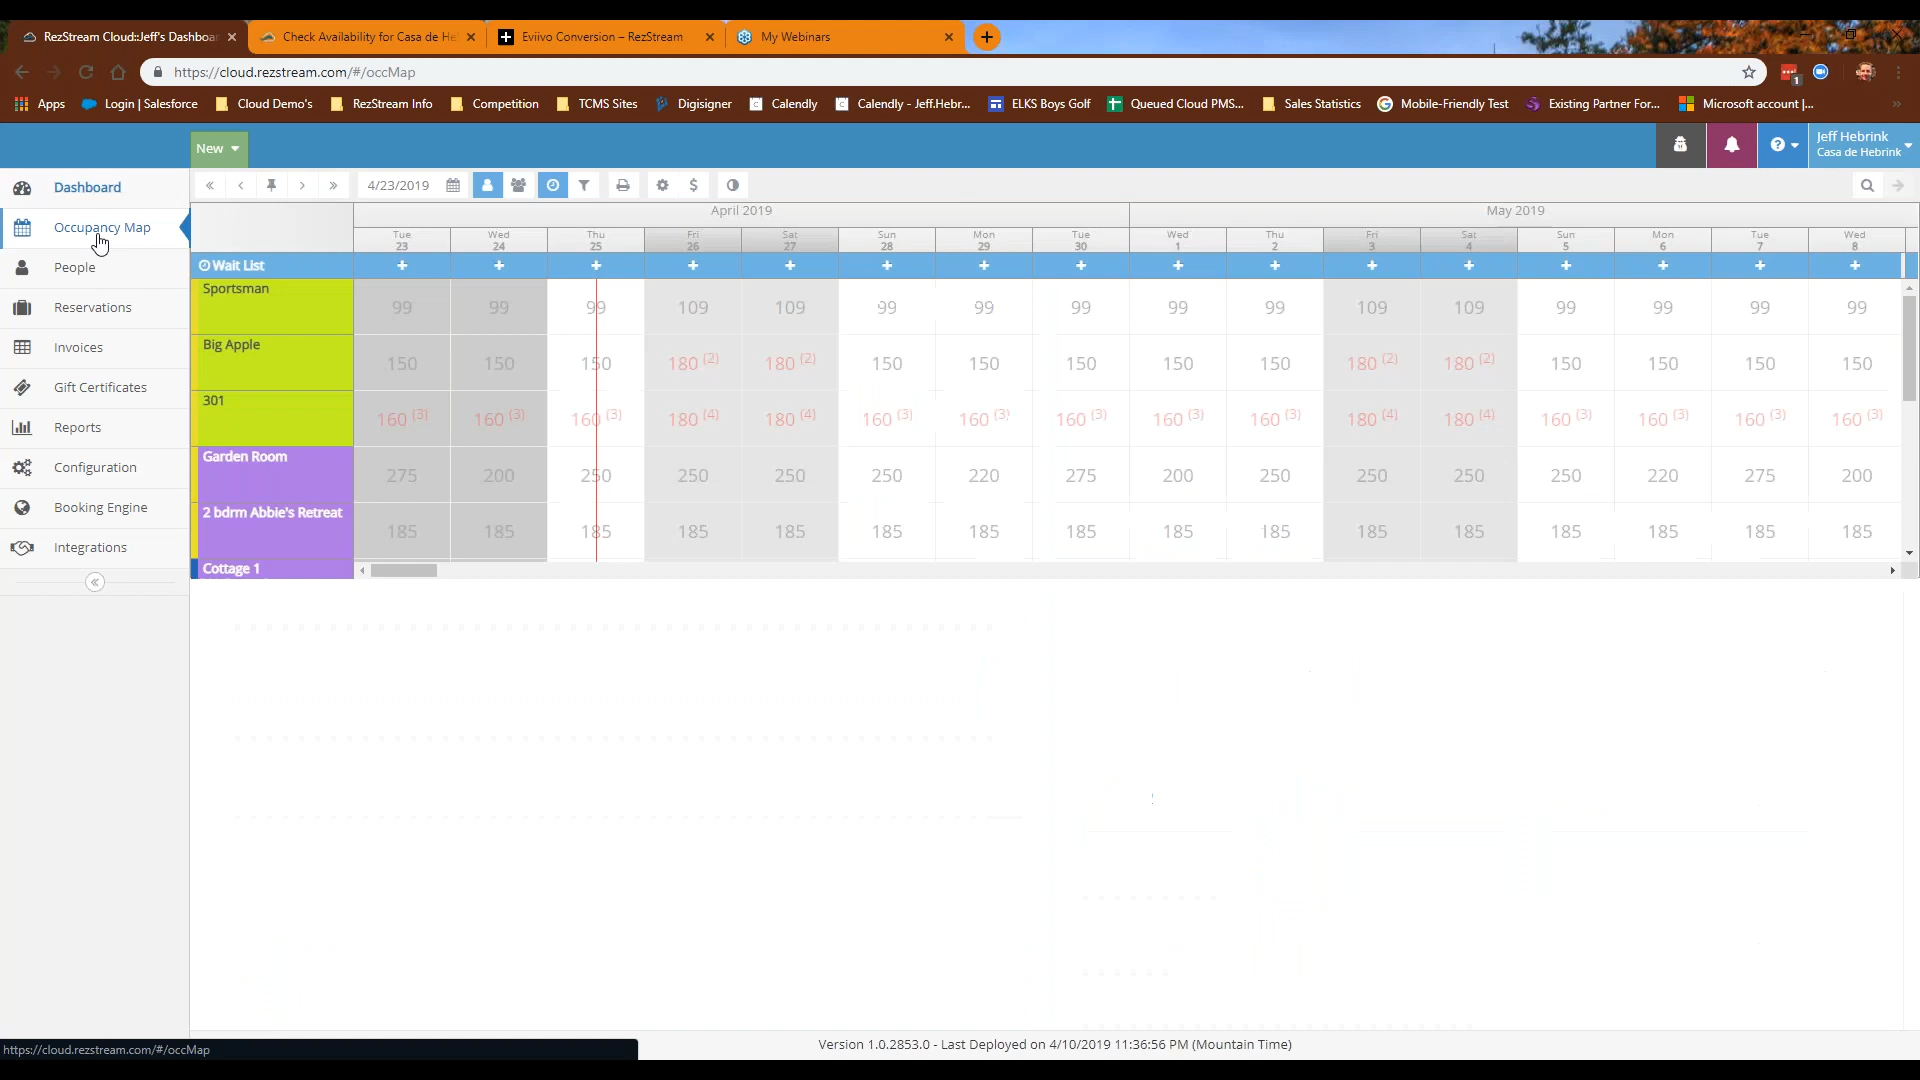 RezStream Cloud::Jeff's Dashboa
Check Availability for Casa de He
Eviivo Conversion – RezStream
My Webinars
https://cloud.rezstream.com/#/occMap
1
Apps Login | Salesforce Cloud Demo's RezStream Info Competition TCMS Sites Digisigner Calendly Calendly - Jeff.Hebr... ELKS Boys Golf Queued Cloud PMS... Sales Statistics Mobile-Friendly Test Existing Partner For... Microsoft account |... »
New
Jeff Hebrink
Casa de Hebrink
Dashboard
Occupancy Map
People
Reservations
Invoices
Gift Certificates
Reports
Configuration
Booking Engine
Integrations
4/23/2019
$
April 2019 May 2019
Tue Wed Thu Fri Sat Sun Mon Tue Wed Thu Fri Sat Sun Mon Tue Wed
23 24 25 26 27 28 29 30 1 2 3 4 5 6 7 8
Wait List + + + + + + + + + + + + + + + +
Sportsman 99 99 99 109 109 99 99 99 99 99 109 109 99 99 99 99
Big Apple 150 150 150 180 (2) 180 (2) 150 150 150 150 150 180 (2) 180 (2) 150 150 150 150
301 160 (3) 160 (3) 160 (3) 180 (4) 180 (4) 160 (3) 160 (3) 160 (3) 160 (3) 160 (3) 180 (4) 180 (4) 160 (3) 160 (3) 160 (3) 160 (3)
Garden Room 275 200 250 250 250 250 220 275 200 250 250 250 250 220 275 200
2 bdrm Abbie's Retreat 185 185 185 185 185 185 185 185 185 185 185 185 185 185 185 185
Cottage 1
Version 1.0.2853.0 - Last Deployed on 4/10/2019 11:36:56 PM (Mountain Time)
https://cloud.rezstream.com/#/occMap